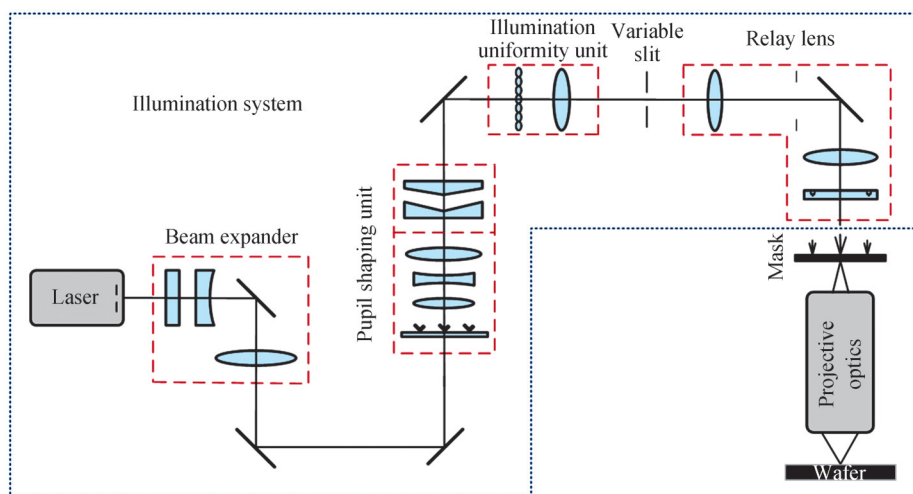 Illumination
uniformity unit
Variable
slit
Relay lens
Illumination system
Pupil shaping unit
Beam expander
Laser
Mask
Projective
optics
Wafer